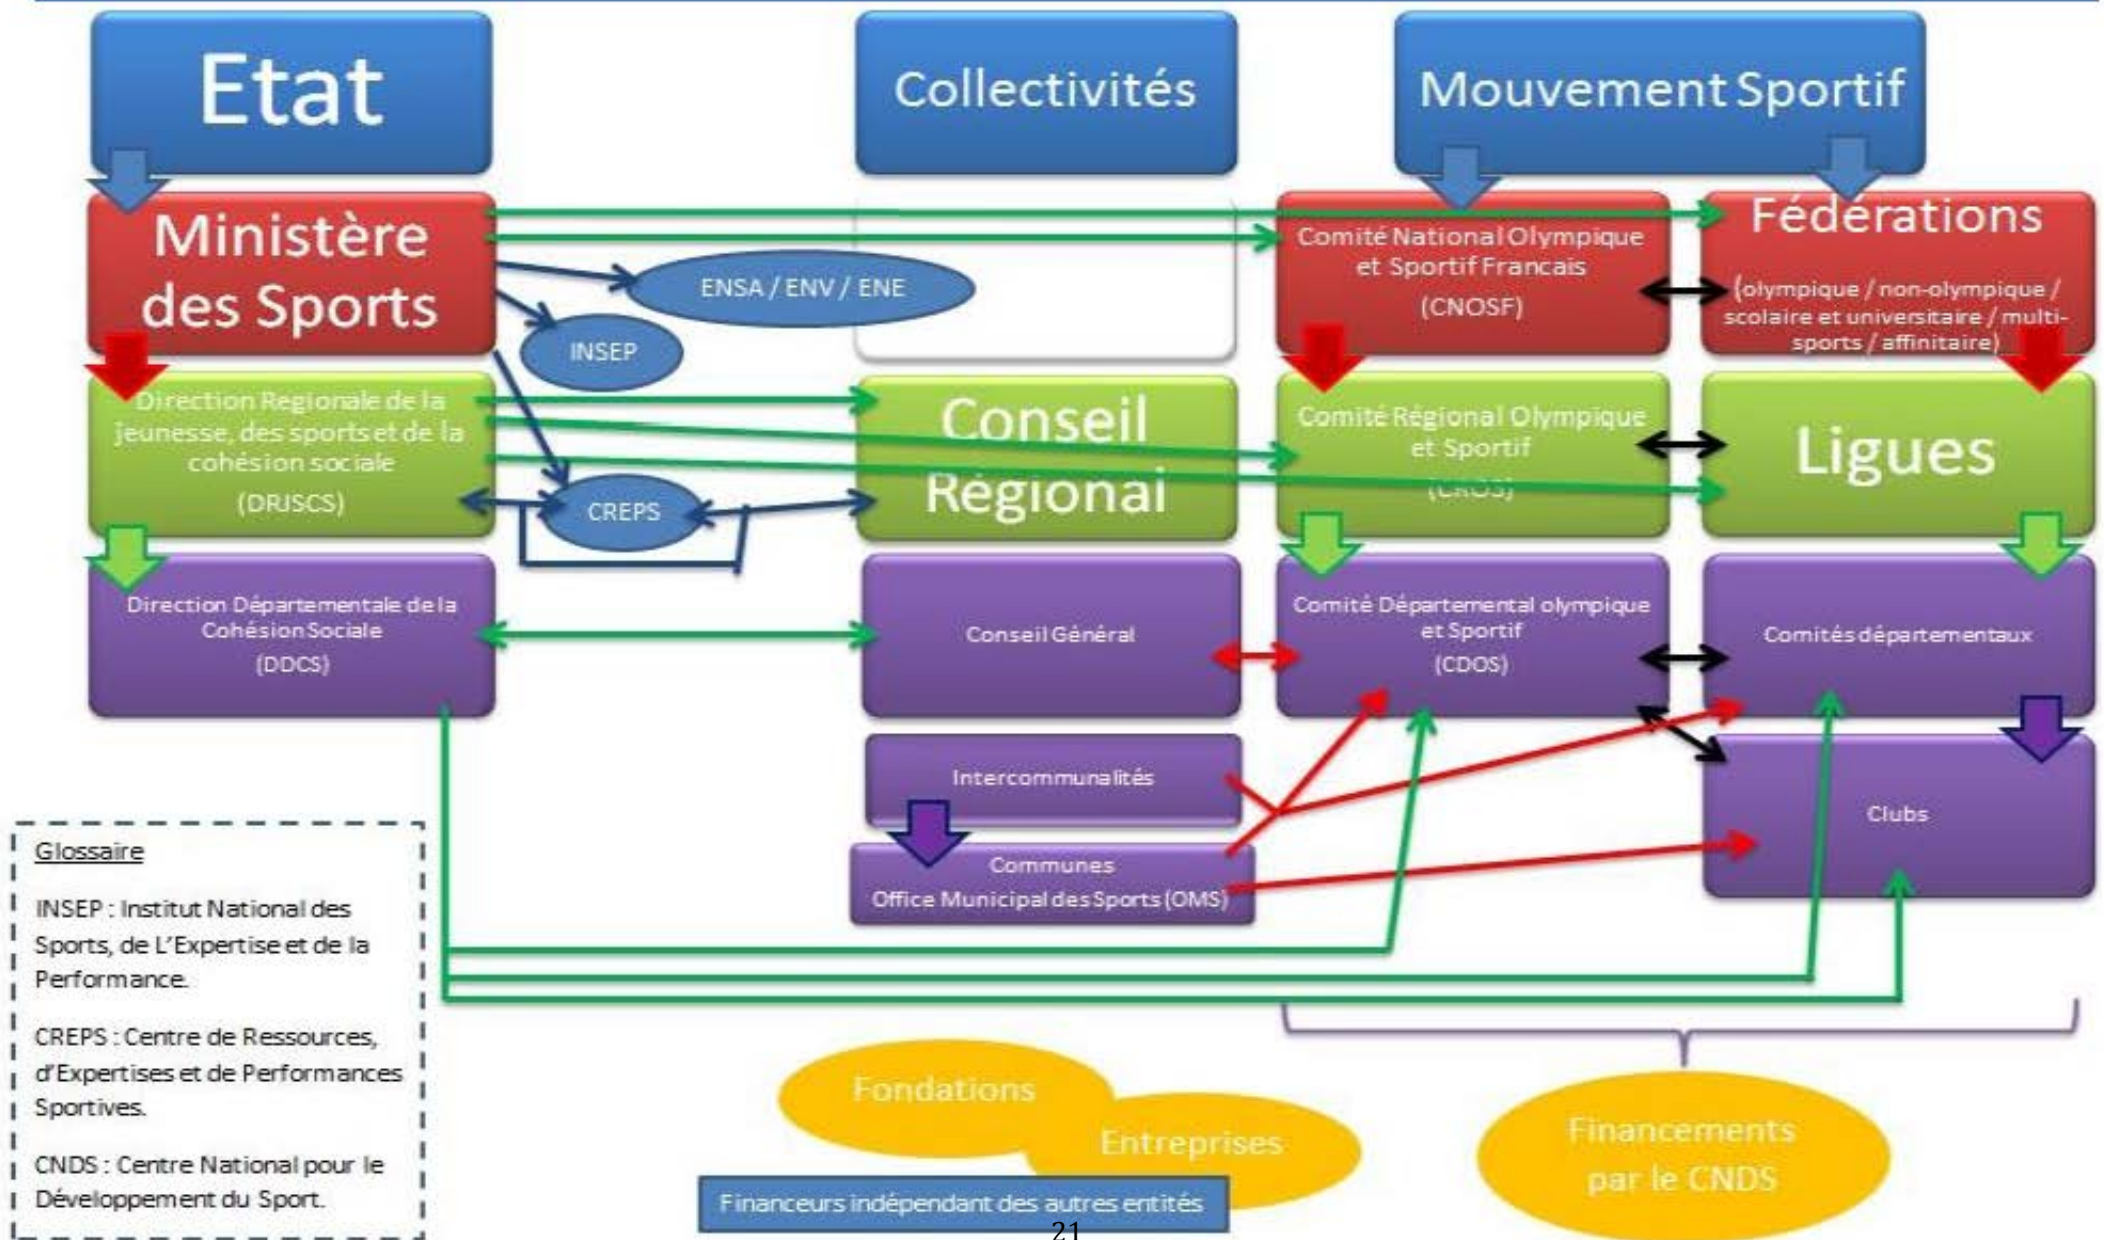 Etat
Collectivités
Mouvement Sportif
Ministère
des Sports
ENSA / ENV / ENE
INSEP
Comité National Olympique
et Sportif Francais
(CNOSF)
Fédérations
(olympique / non-olympique /
scolaire et universitaire / multi-
sports / affinitaire)
Direction Regionale de la
jeunesse, des sports et de la
cohésion sociale
(DRJSCS)
CREPS
Conseil
Régional
Comité Régional Olympique
et Sportif
(CROS)
Ligues
Direction Départementale de la
Cohésion Sociale
(DDCS)
Conseil Général
Comité Départemental olympique
et Sportif
(CDOS)
Comités départementaux
Intercommunalités
Communes
Office Municipal des Sports (OMS)
Clubs
Glossaire
INSEP : Institut National des
Sports, de L'Expertise et de la
Performance.
CREPS : Centre de Ressources,
d'Expertises et de Performances
Sportives.
CNDS : Centre National pour le
Développement du Sport.
Fondations
Entreprises
Financeurs indépendant des autres entités
Financements
par le CNDS
21